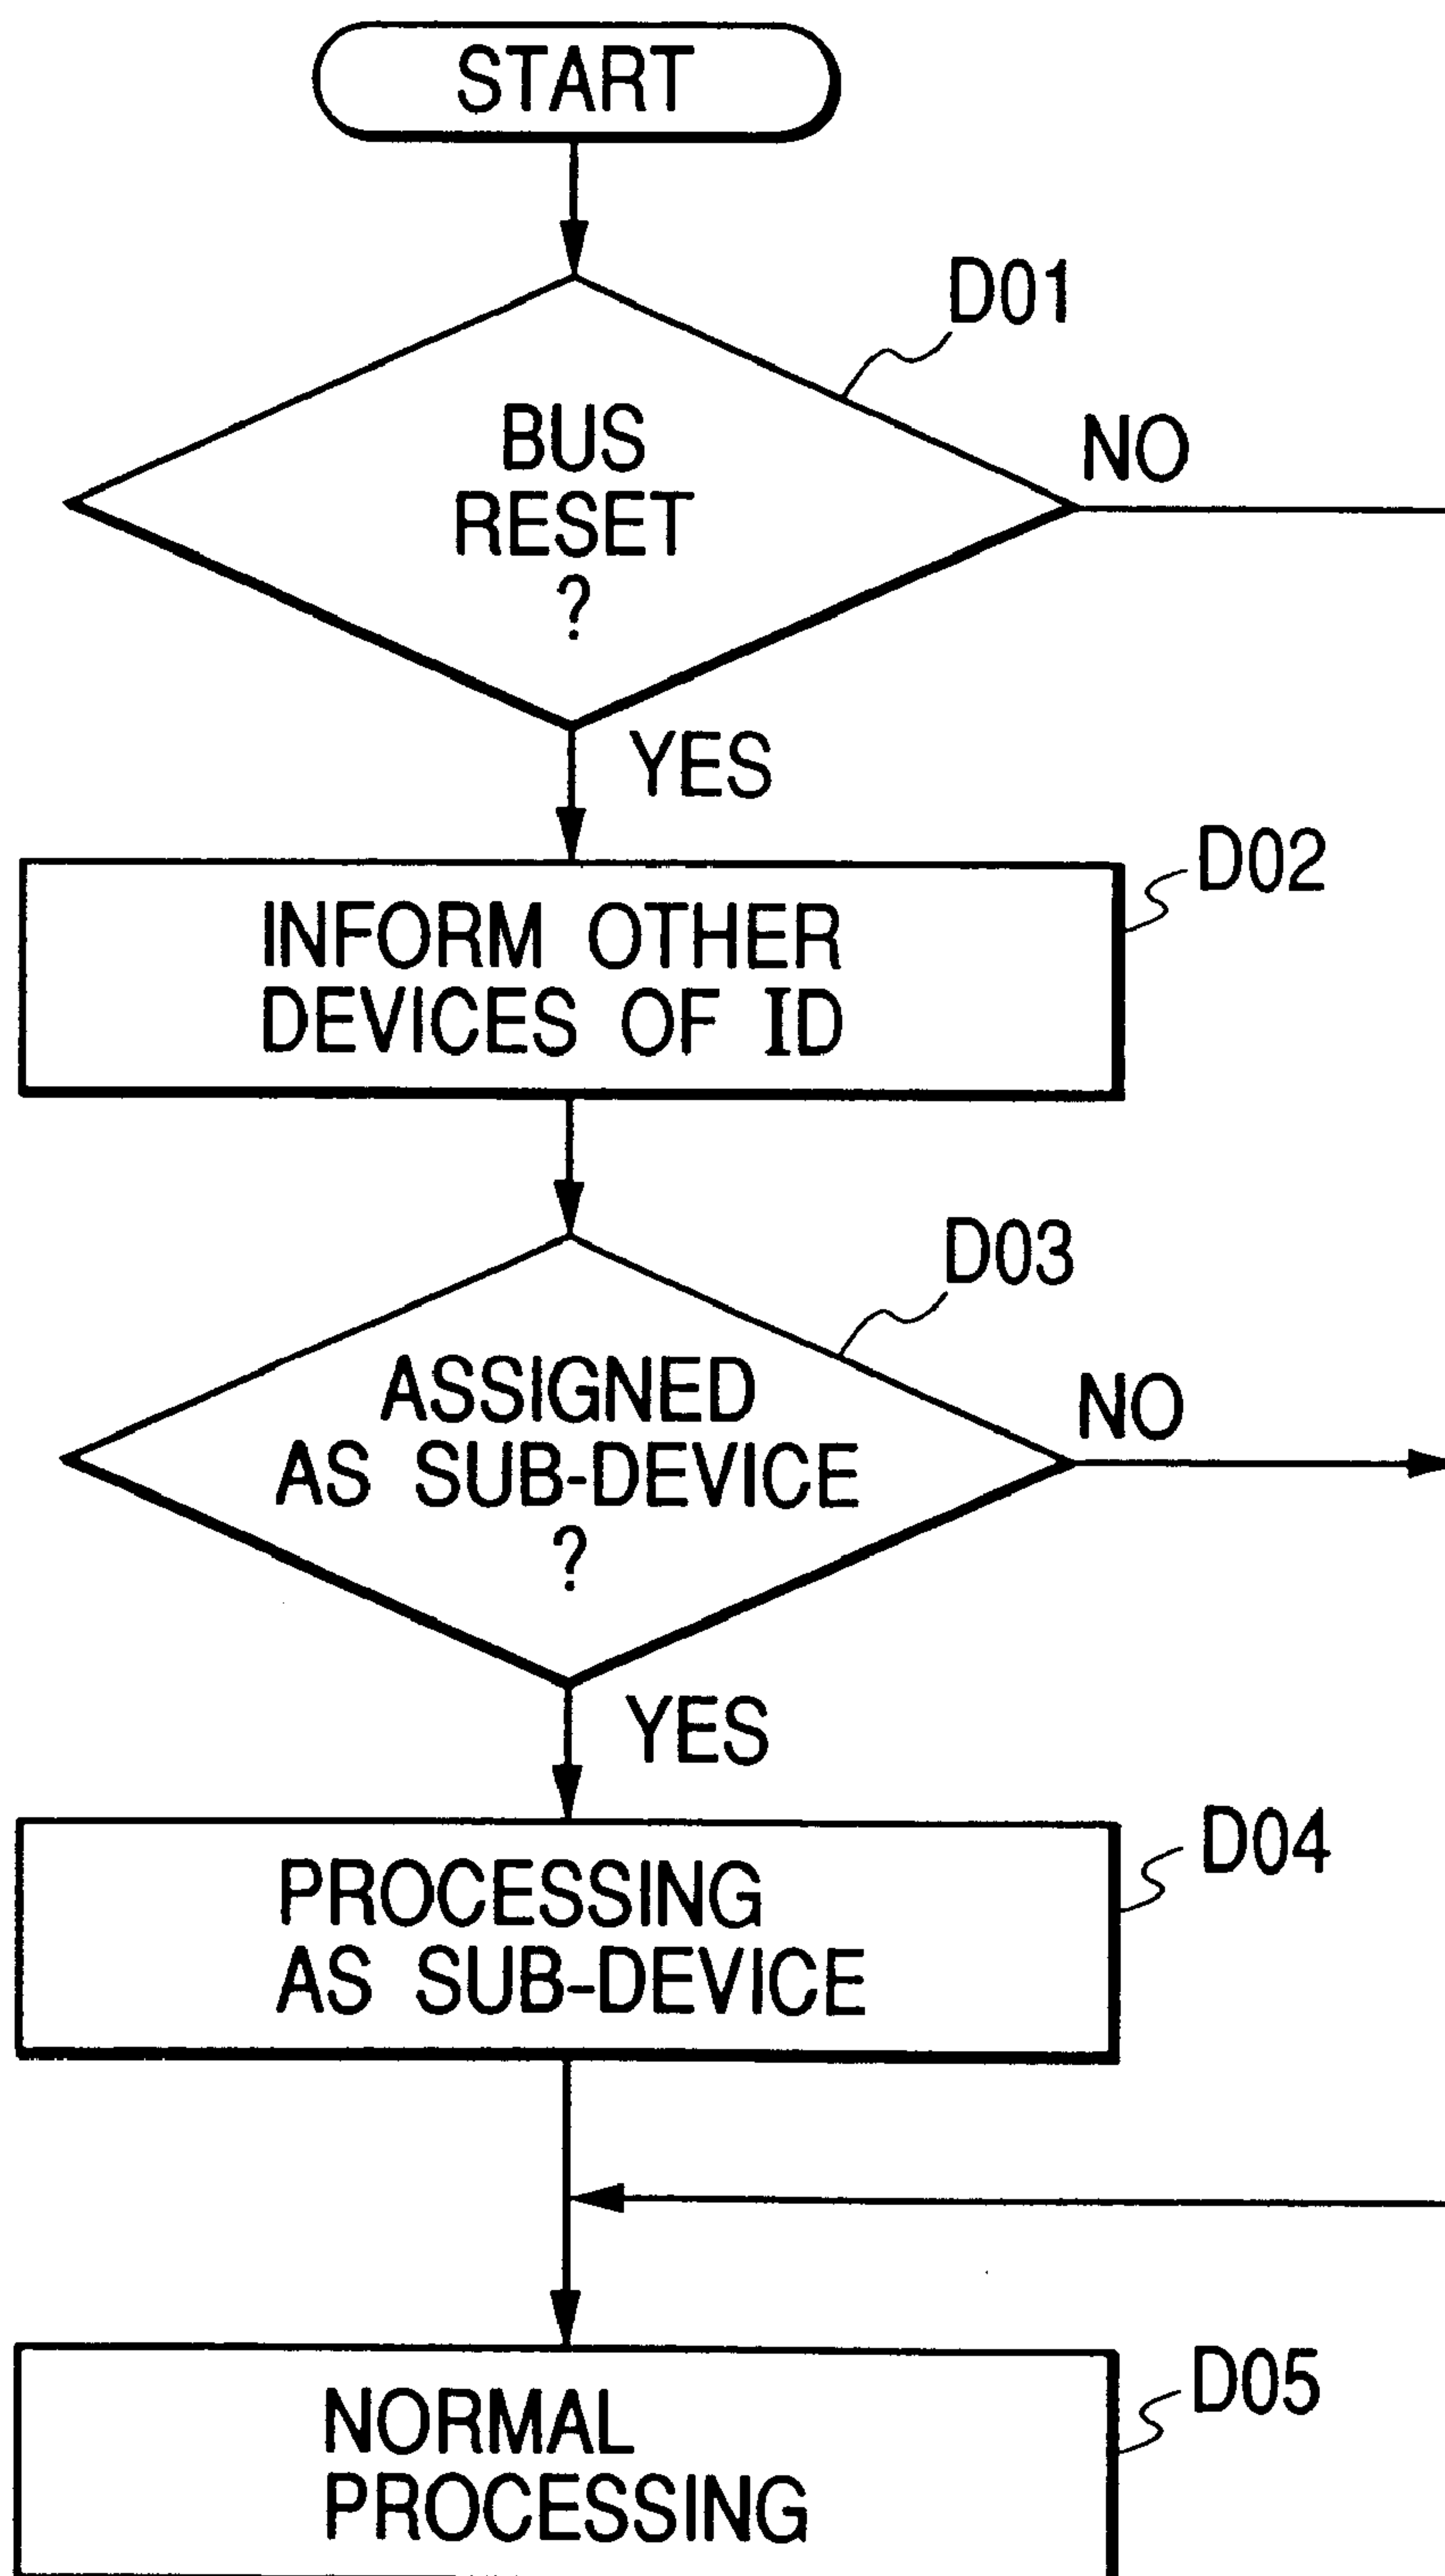 START
D01
BUS
RESET
?
NO
YES
D02
INFORM OTHER
DEVICES OF ID
D03
ASSIGNED
AS SUB-DEVICE
?
NO
YES
D04
PROCESSING
AS SUB-DEVICE
D05
NORMAL
PROCESSING